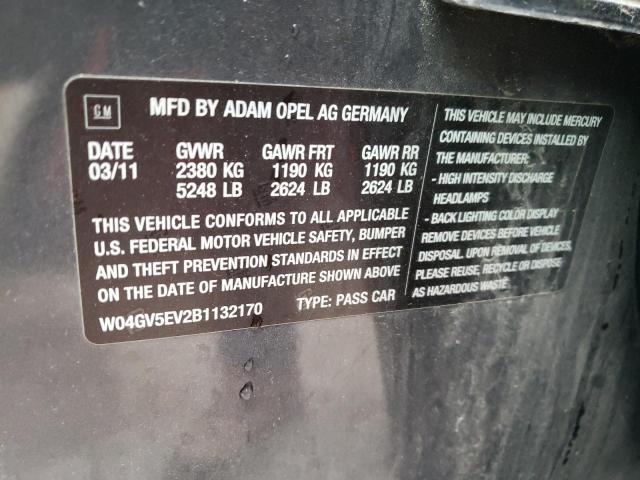 GM
MFD BY ADAM OPEL AG GERMANY
DATE GVWR GAWR FRT GAWR RR
03/11 2380 KG 1190 KG 1190 KG
5248 LB 2624 LB 2624 LB
THIS VEHICLE CONFORMS TO ALL APPLICABLE
U.S. FEDERAL MOTOR VEHICLE SAFETY, BUMPER
AND THEFT PREVENTION STANDARDS IN EFFECT
ON THE DATE OF MANUFACTURE SHOWN ABOVE
W04GV5EV2B1132170 TYPE: PASS CAR
THIS VEHICLE MAY INCLUDE MERCURY
CONTAINING DEVICES INSTALLED BY
THE MANUFACTURER:
- HIGH INTENSITY DISCHARGE
HEADLAMPS
- BACK LIGHTING COLOR DISPLAY
REMOVE DEVICES BEFORE VEHICLE
DISPOSAL. UPON REMOVAL OF DEVICES,
PLEASE REUSE, RECYCLE OR DISPOSE
AS HAZARDOUS WASTE